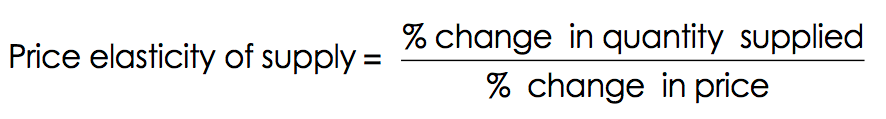 Price elasticity of supply = % change in quantity supplied
% change in price